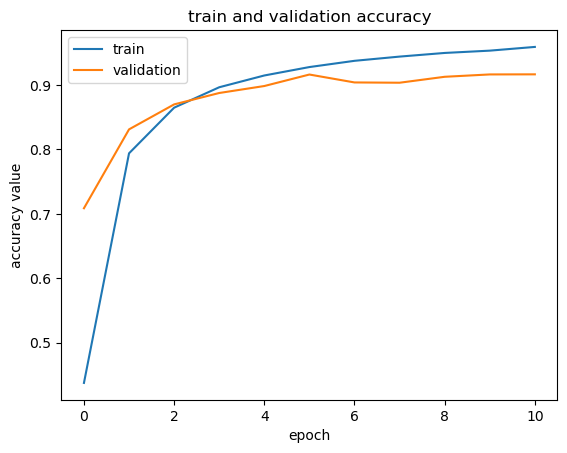 train and validation accuracy
train
validation
accuracy value
0.9
0.8
0.7
0.6
0.5
0 2 4 6 8 10
epoch